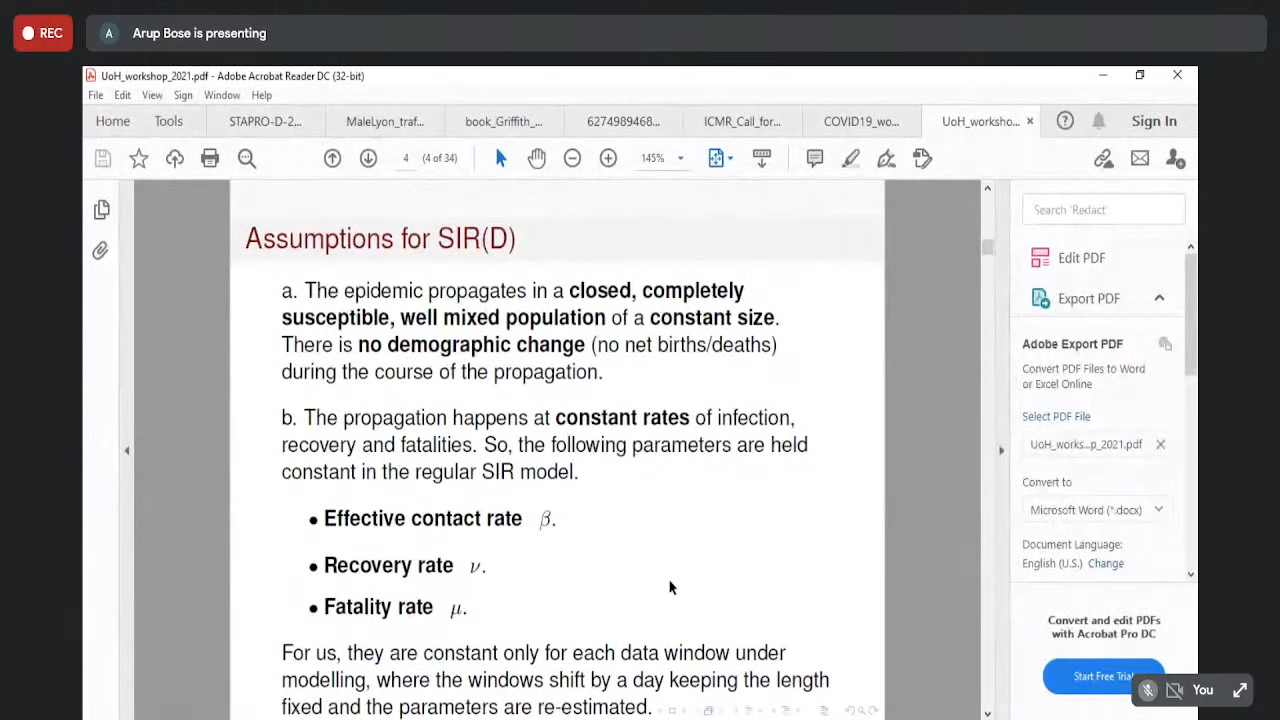 REC
A Arup Bose is presenting
UoH_workshop_2021.pdf - Adobe Acrobat Reader DC (32-bit)
File Edit View Sign Window Help
Home Tools STAPRO-D-2... MaleLyon_traf... book_Griffith_... 6274989468... ICMR_Call_for... COVID19_wo... UoH_worksho... × Sign In
4 (4 of 34) 145%
Assumptions for SIR(D)
a. The epidemic propagates in a closed, completely
susceptible, well mixed population of a constant size.
There is no demographic change (no net births/deaths)
during the course of the propagation.
b. The propagation happens at constant rates of infection,
recovery and fatalities. So, the following parameters are held
constant in the regular SIR model.
• Effective contact rate β.
• Recovery rate ν.
• Fatality rate μ.
For us, they are constant only for each data window under
modelling, where the windows shift by a day keeping the length
fixed and the parameters are re-estimated.
Search 'Redact'
Edit PDF
Export PDF
Adobe Export PDF
Convert PDF Files to Word
or Excel Online
Select PDF File
UoH_works...p_2021.pdf
Convert to
Microsoft Word (*.docx)
Document Language:
English (U.S.) Change
Convert and edit PDFs
with Acrobat Pro DC
Start Free Trial
You